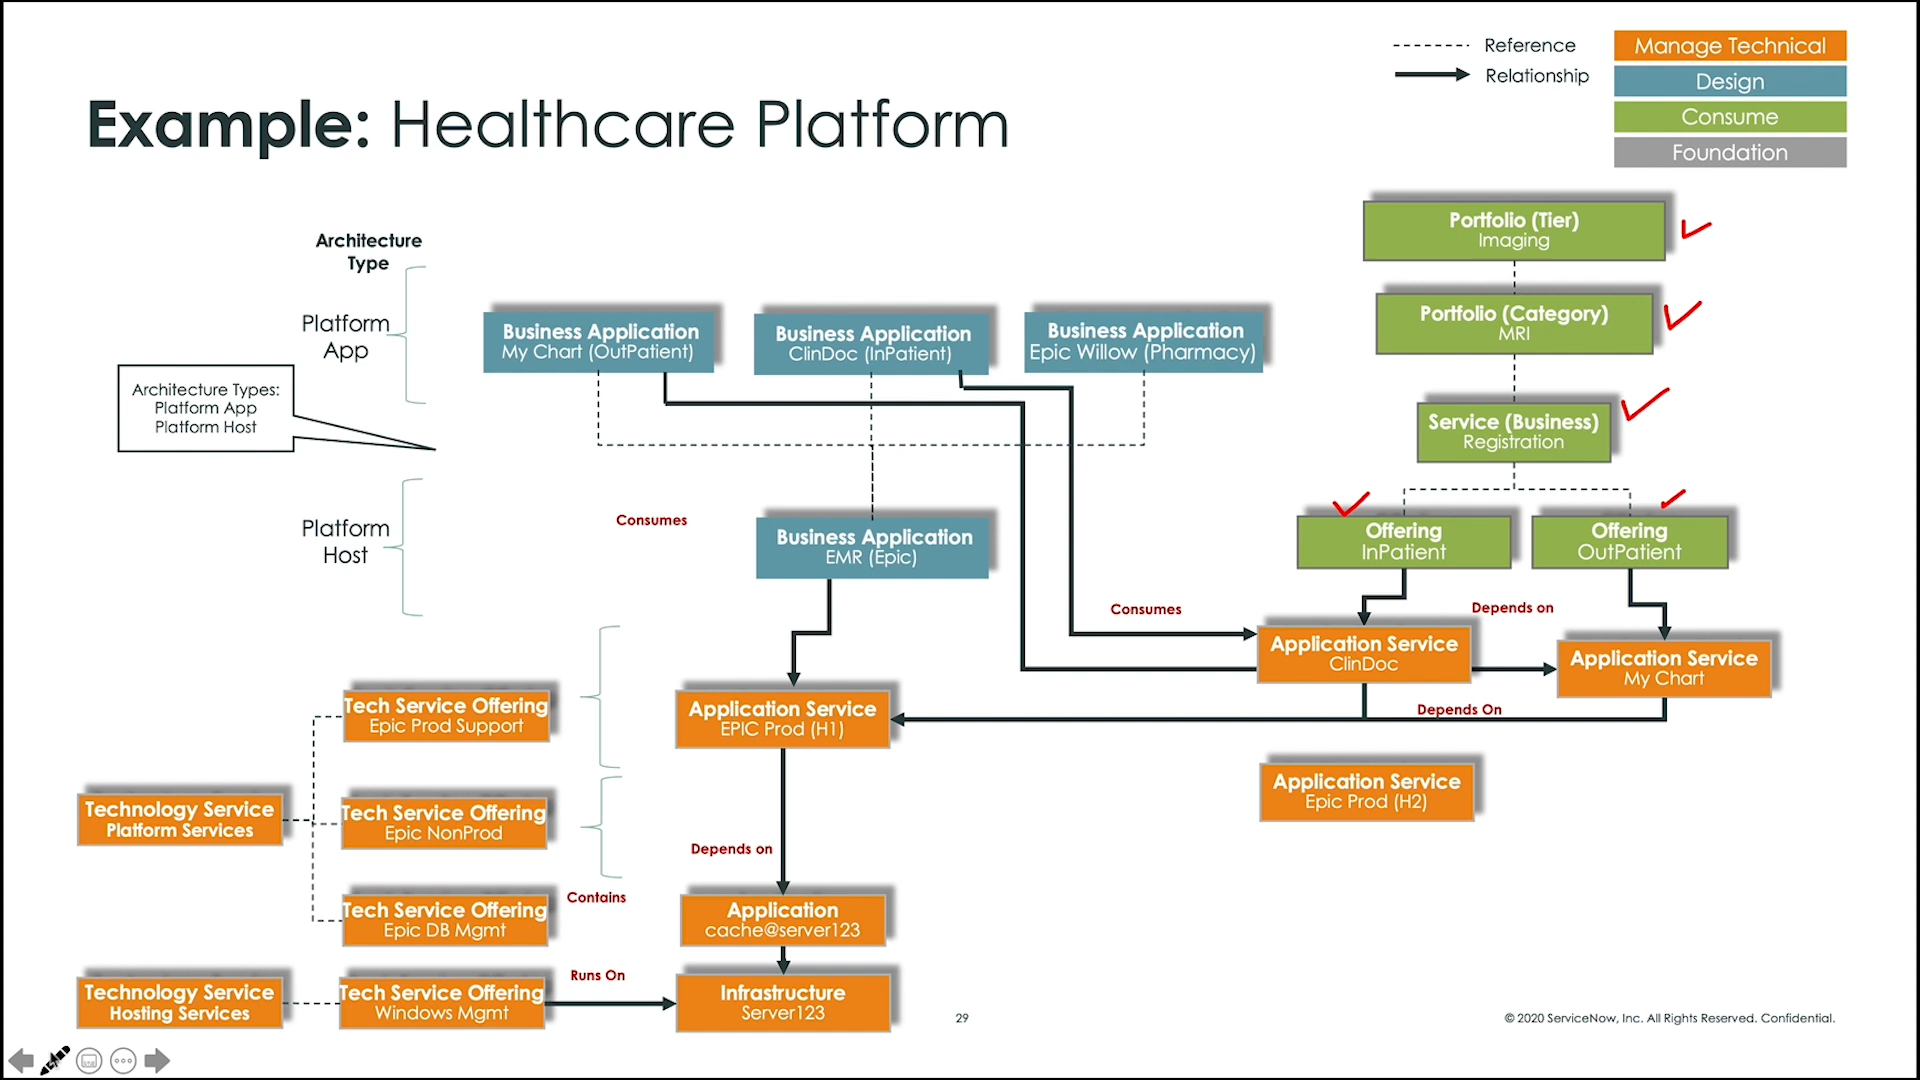 Reference
Relationship
Manage Technical
Design
Consume
Foundation
Example: Healthcare Platform
Architecture
Type
Platform
App
Architecture Types:
Platform App
Platform Host
Platform
Host
Business Application
My Chart (OutPatient)
Business Application
ClinDoc (InPatient)
Business Application
Epic Willow (Pharmacy)
Portfolio (Tier)
Imaging
Portfolio (Category)
MRI
Service (Business)
Registration
Consumes
Business Application
EMR (Epic)
Offering
InPatient
Offering
OutPatient
Consumes
Depends on
Application Service
ClinDoc
Application Service
My Chart
Depends On
Tech Service Offering
Epic Prod Support
Application Service
EPIC Prod (H1)
Application Service
Epic Prod (H2)
Technology Service
Platform Services
Tech Service Offering
Epic NonProd
Depends on
Tech Service Offering
Epic DB Mgmt
Contains
Application
cache@server123
Technology Service
Hosting Services
Tech Service Offering
Windows Mgmt
Runs On
Infrastructure
Server123
29
© 2020 ServiceNow, Inc. All Rights Reserved. Confidential.